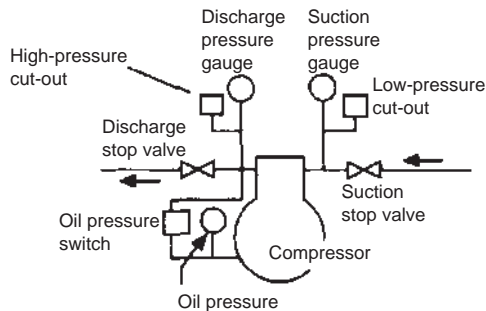 Discharge
pressure
gauge
Suction
pressure
gauge
High-pressure
cut-out
Low-pressure
cut-out
Discharge
stop valve
Suction
stop valve
Oil pressure
switch
Compressor
Oil pressure